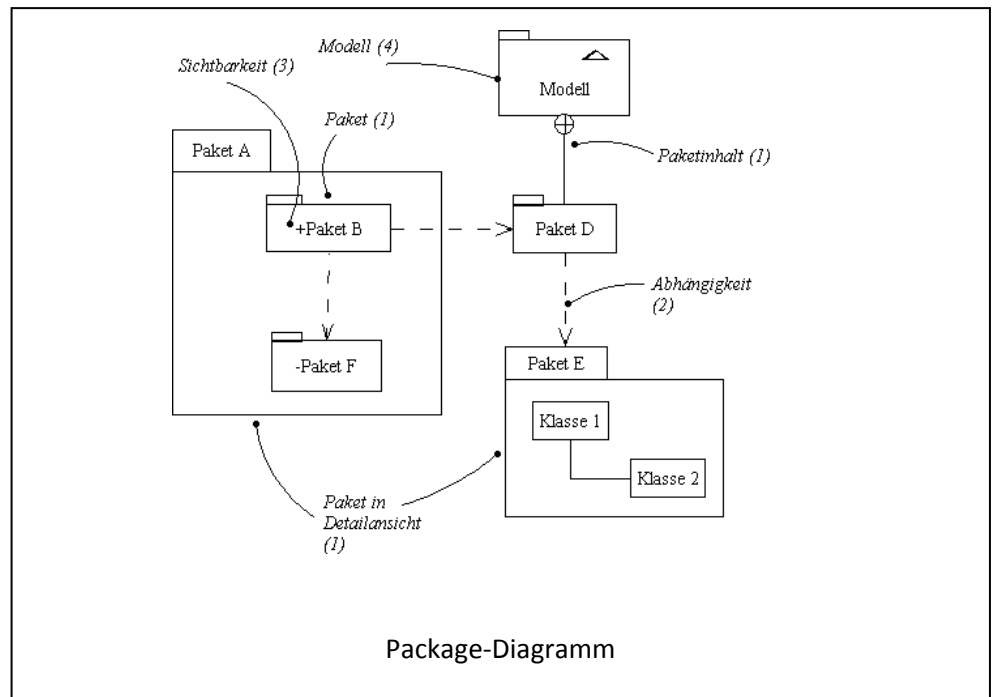 Modell (4)
Sichtbarkeit (3)
Modell
Paket (1)
Paket A
Paketinhalt (1)
+Paket B
Paket D
Abhängigkeit
(2)
-Paket F
Paket E
Klasse 1
Klasse 2
Paket in
Detailansicht
(1)
Package-Diagramm